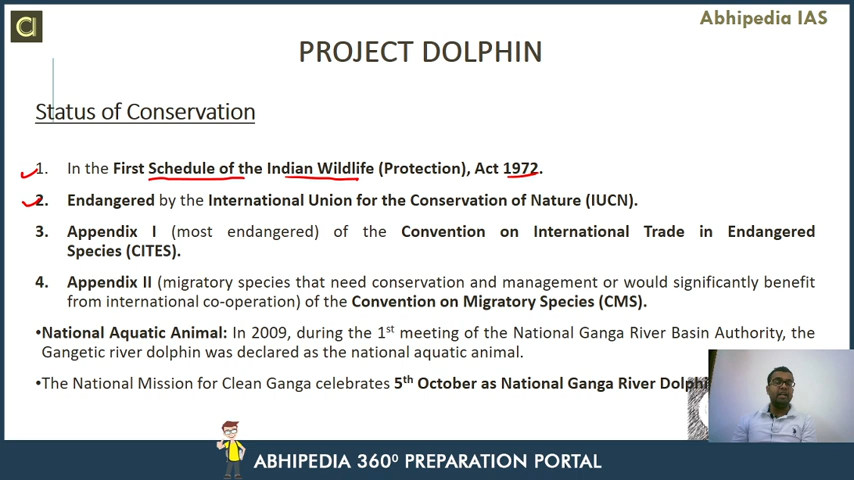 Abhipedia IAS
PROJECT DOLPHIN
Status of Conservation
1. In the First Schedule of the Indian Wildlife (Protection), Act 1972.
2. Endangered by the International Union for the Conservation of Nature (IUCN).
3. Appendix I (most endangered) of the Convention on International Trade in Endangered
Species (CITES).
4. Appendix II (migratory species that need conservation and management or would significantly benefit
from international co-operation) of the Convention on Migratory Species (CMS).
•National Aquatic Animal: In 2009, during the 1st meeting of the National Ganga River Basin Authority, the
Gangetic river dolphin was declared as the national aquatic animal.
•The National Mission for Clean Ganga celebrates 5th October as National Ganga River Dolphi
ABHIPEDIA 360⁰ PREPARATION PORTAL